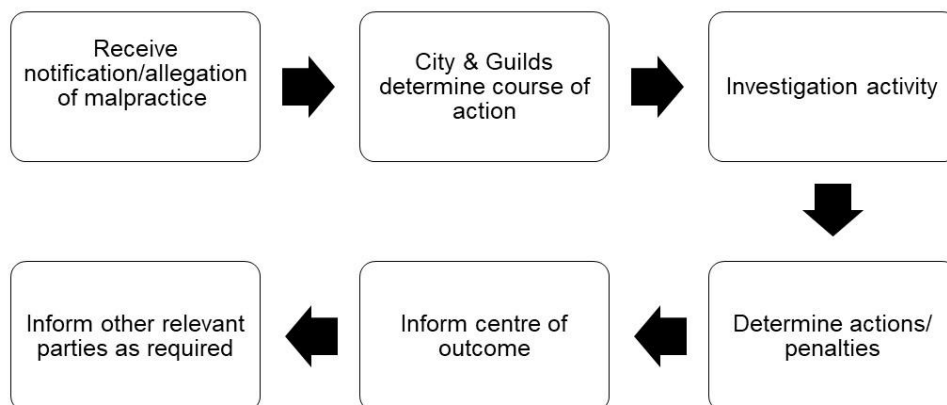 Receive
notification/allegation
of malpractice
City & Guilds
determine course of
action
Investigation activity
Determine actions/
penalties
Inform centre of
outcome
Inform other relevant
parties as required